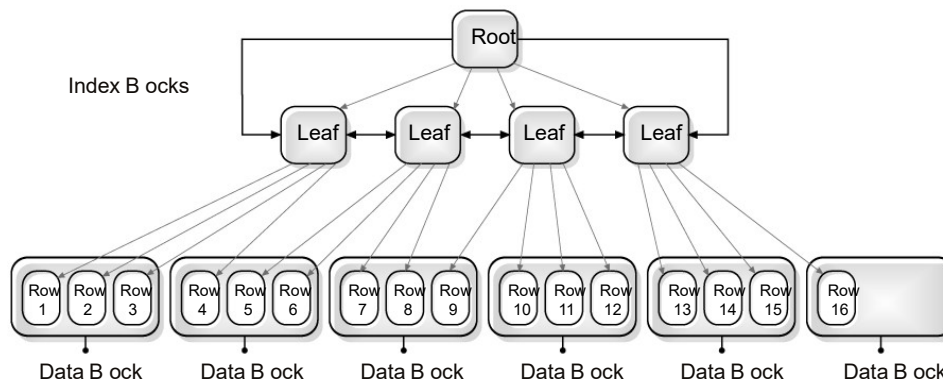 Root
Index B ocks
Leaf Leaf Leaf Leaf
Row Row Row Row Row Row Row Row Row Row Row Row Row Row Row Row
1 2 3 4 5 6 7 8 9 10 11 12 13 14 15 16
Data B ock Data B ock Data B ock Data B ock Data B ock Data B ock